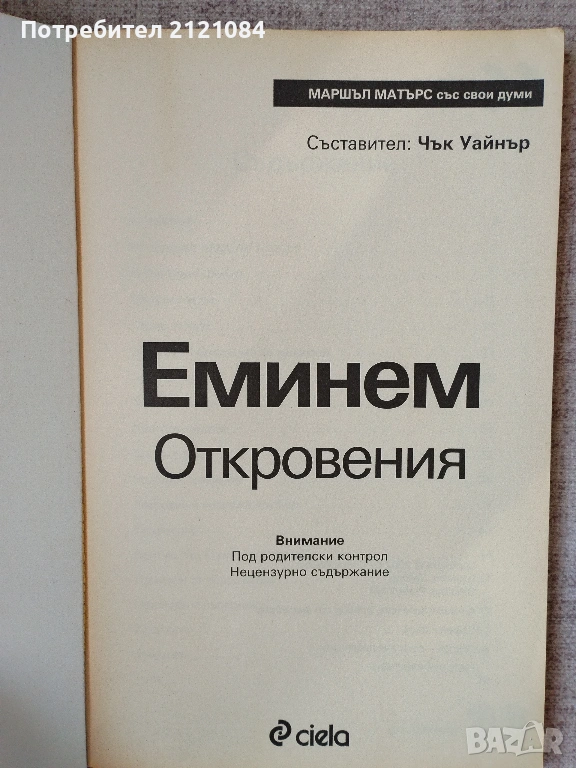 Потребител 2121084
МАРШЪЛ МАТЪРС със свои думи
Съставител: Чък Уайнър
Еминем
Откровения
Внимание
Под родителски контрол
Нецензурно съдържание
ciela
BAZAR